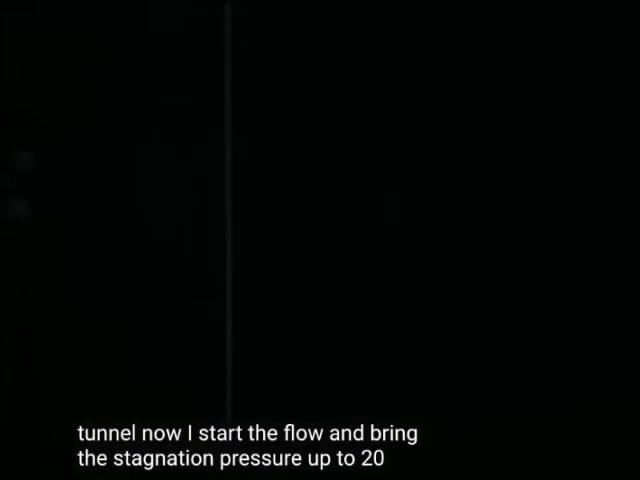 tunnel now I start the flow and bring
the stagnation pressure up to 20